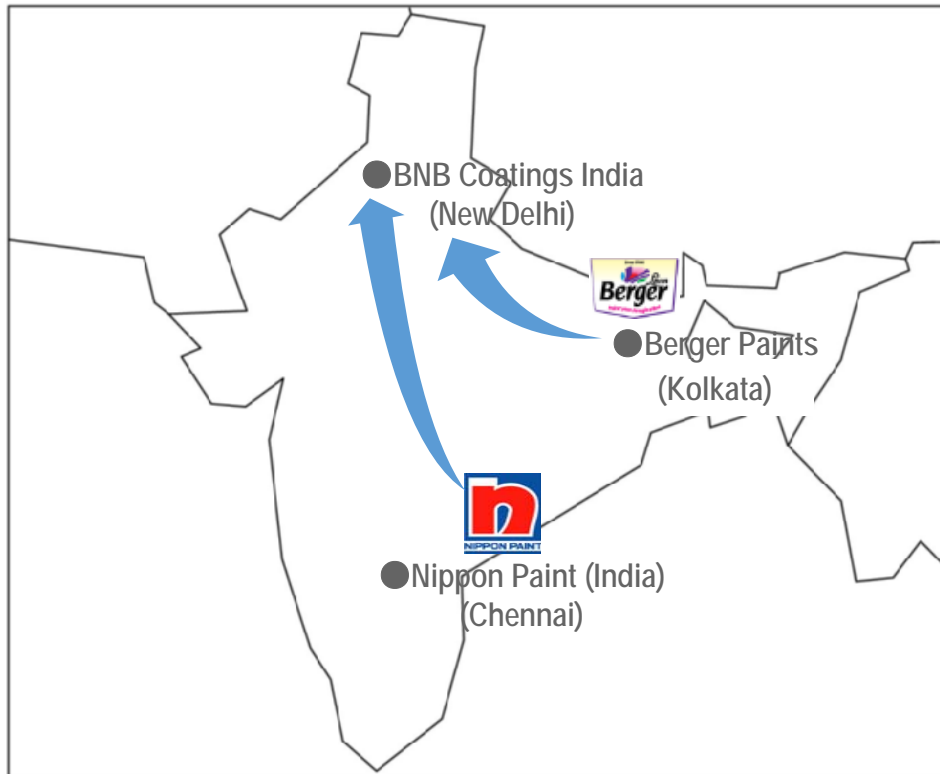 BNB Coatings India
(New Delhi)
Berger
Berger Paints
(Kolkata)
n
NIPPON PAINT
Nippon Paint (India)
(Chennai)